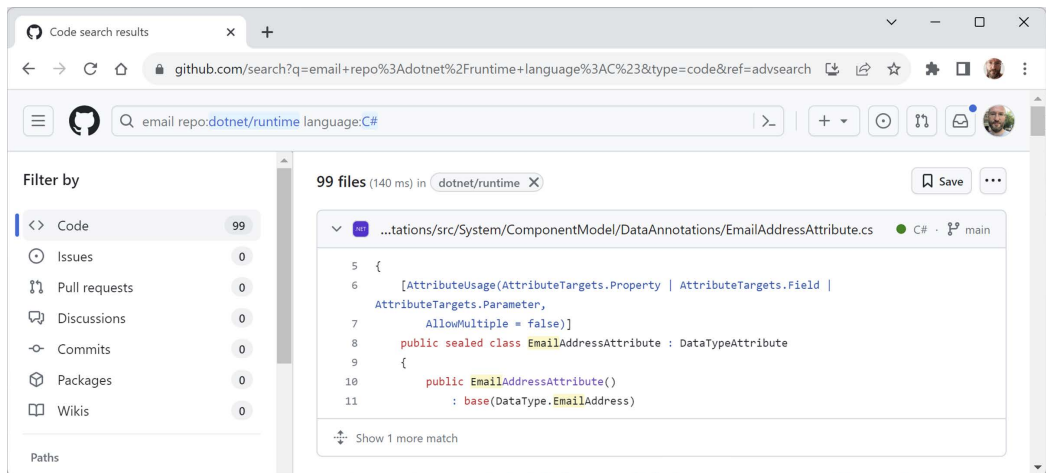 Code search results
github.com/search?q=email+repo%3Adotnet%2Fruntime+language%3AC%23&type=code&ref=advsearch
email repo:dotnet/runtime language:C#
Filter by
Code 99
Issues 0
Pull requests 0
Discussions 0
Commits 0
Packages 0
Wikis 0
Paths
99 files (140 ms) in dotnet/runtime
Save
NET ...tations/src/System/ComponentModel/DataAnnotations/EmailAddressAttribute.cs C# · main
5 {
6 [AttributeUsage(AttributeTargets.Property | AttributeTargets.Field |
AttributeTargets.Parameter,
7 AllowMultiple = false)]
8 public sealed class EmailAddressAttribute : DataTypeAttribute
9 {
10 public EmailAddressAttribute()
11 : base(DataType.EmailAddress)
Show 1 more match